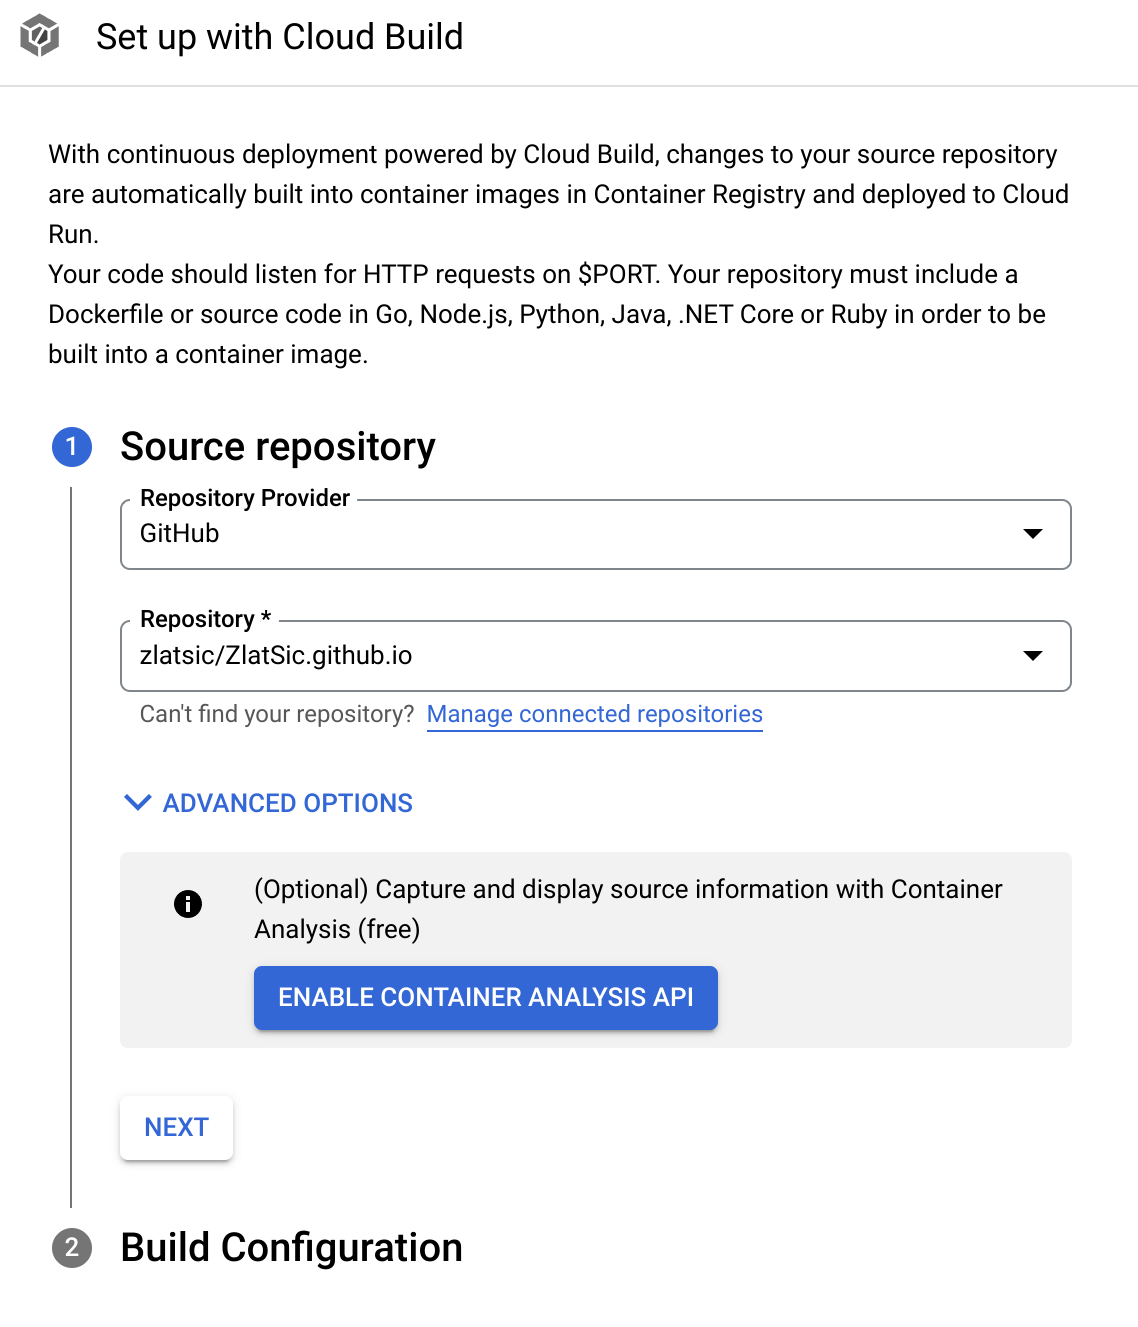 Set up with Cloud Build
With continuous deployment powered by Cloud Build, changes to your source repository
are automatically built into container images in Container Registry and deployed to Cloud
Run.
Your code should listen for HTTP requests on $PORT. Your repository must include a
Dockerfile or source code in Go, Node.js, Python, Java, .NET Core or Ruby in order to be
built into a container image.
1 Source repository
Repository Provider
GitHub
Repository *
zlatsic/ZlatSic.github.io
Can't find your repository? Manage connected repositories
ADVANCED OPTIONS
(Optional) Capture and display source information with Container
Analysis (free)
ENABLE CONTAINER ANALYSIS API
NEXT
2 Build Configuration